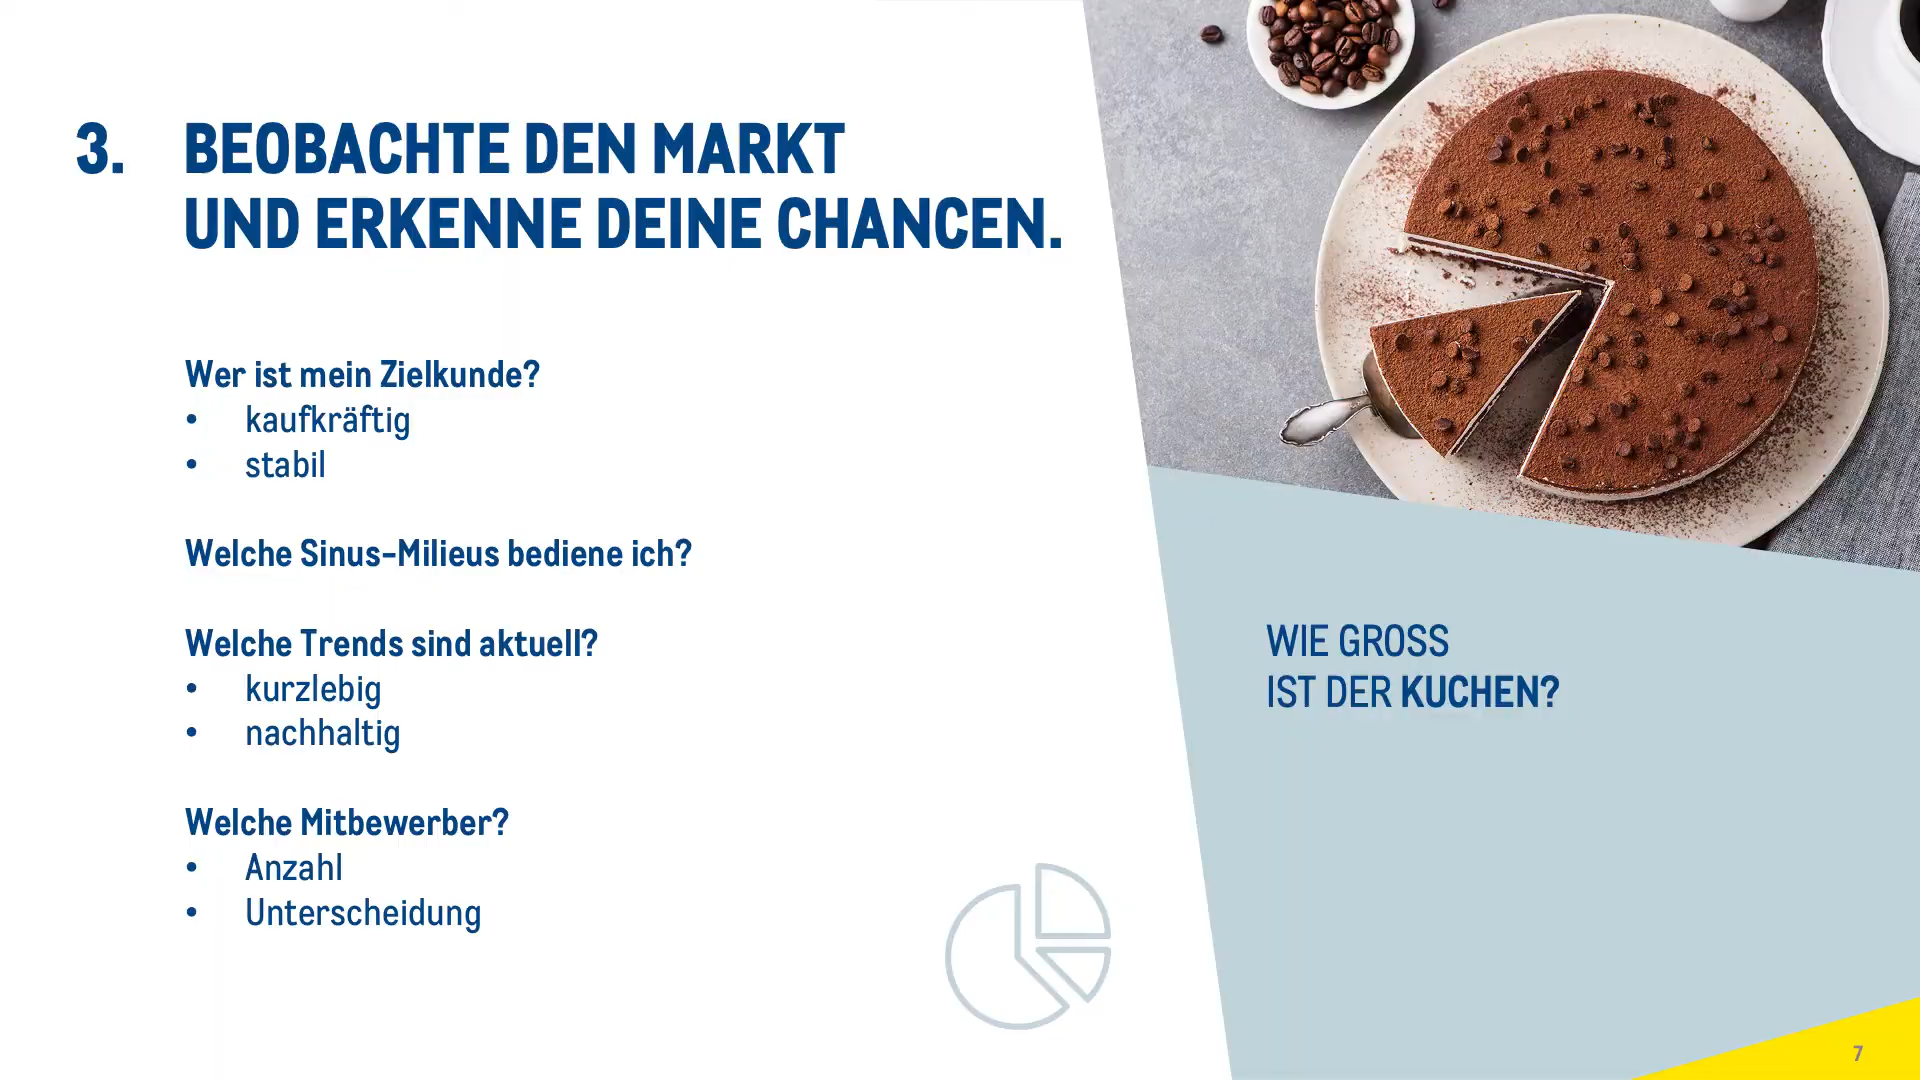 3. BEOBACHTE DEN MARKT
UND ERKENNE DEINE CHANCEN.
Wer ist mein Zielkunde?
• kaufkräftig
• stabil
Welche Sinus-Milieus bediene ich?
Welche Trends sind aktuell?
• kurzlebig
• nachhaltig
Welche Mitbewerber?
• Anzahl
• Unterscheidung
WIE GROSS
IST DER KUCHEN?
7